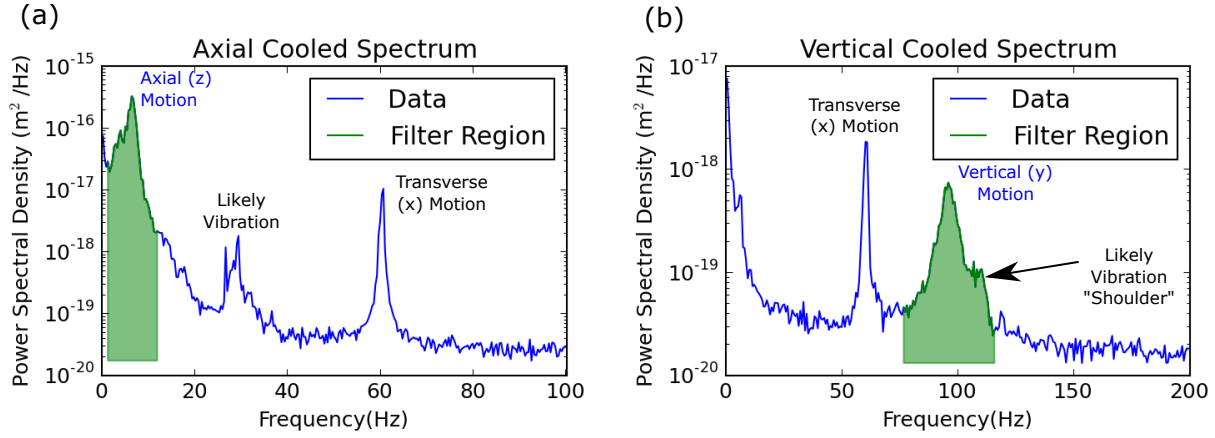 (a)
Axial Cooled Spectrum
Power Spectral Density (m² /Hz)
10⁻¹⁵
10⁻¹⁶
10⁻¹⁷
10⁻¹⁸
10⁻¹⁹
10⁻²⁰
Axial (z)
Motion
Data
Filter Region
Likely
Vibration
Transverse
(x) Motion
0 20 40 60 80 100
Frequency(Hz)
(b)
Vertical Cooled Spectrum
Power Spectral Density (m² /Hz)
10⁻¹⁷
10⁻¹⁸
10⁻¹⁹
10⁻²⁰
Transverse
(x) Motion
Data
Filter Region
Vertical (y)
Motion
Likely
Vibration
"Shoulder"
0 50 100 150 200
Frequency(Hz)